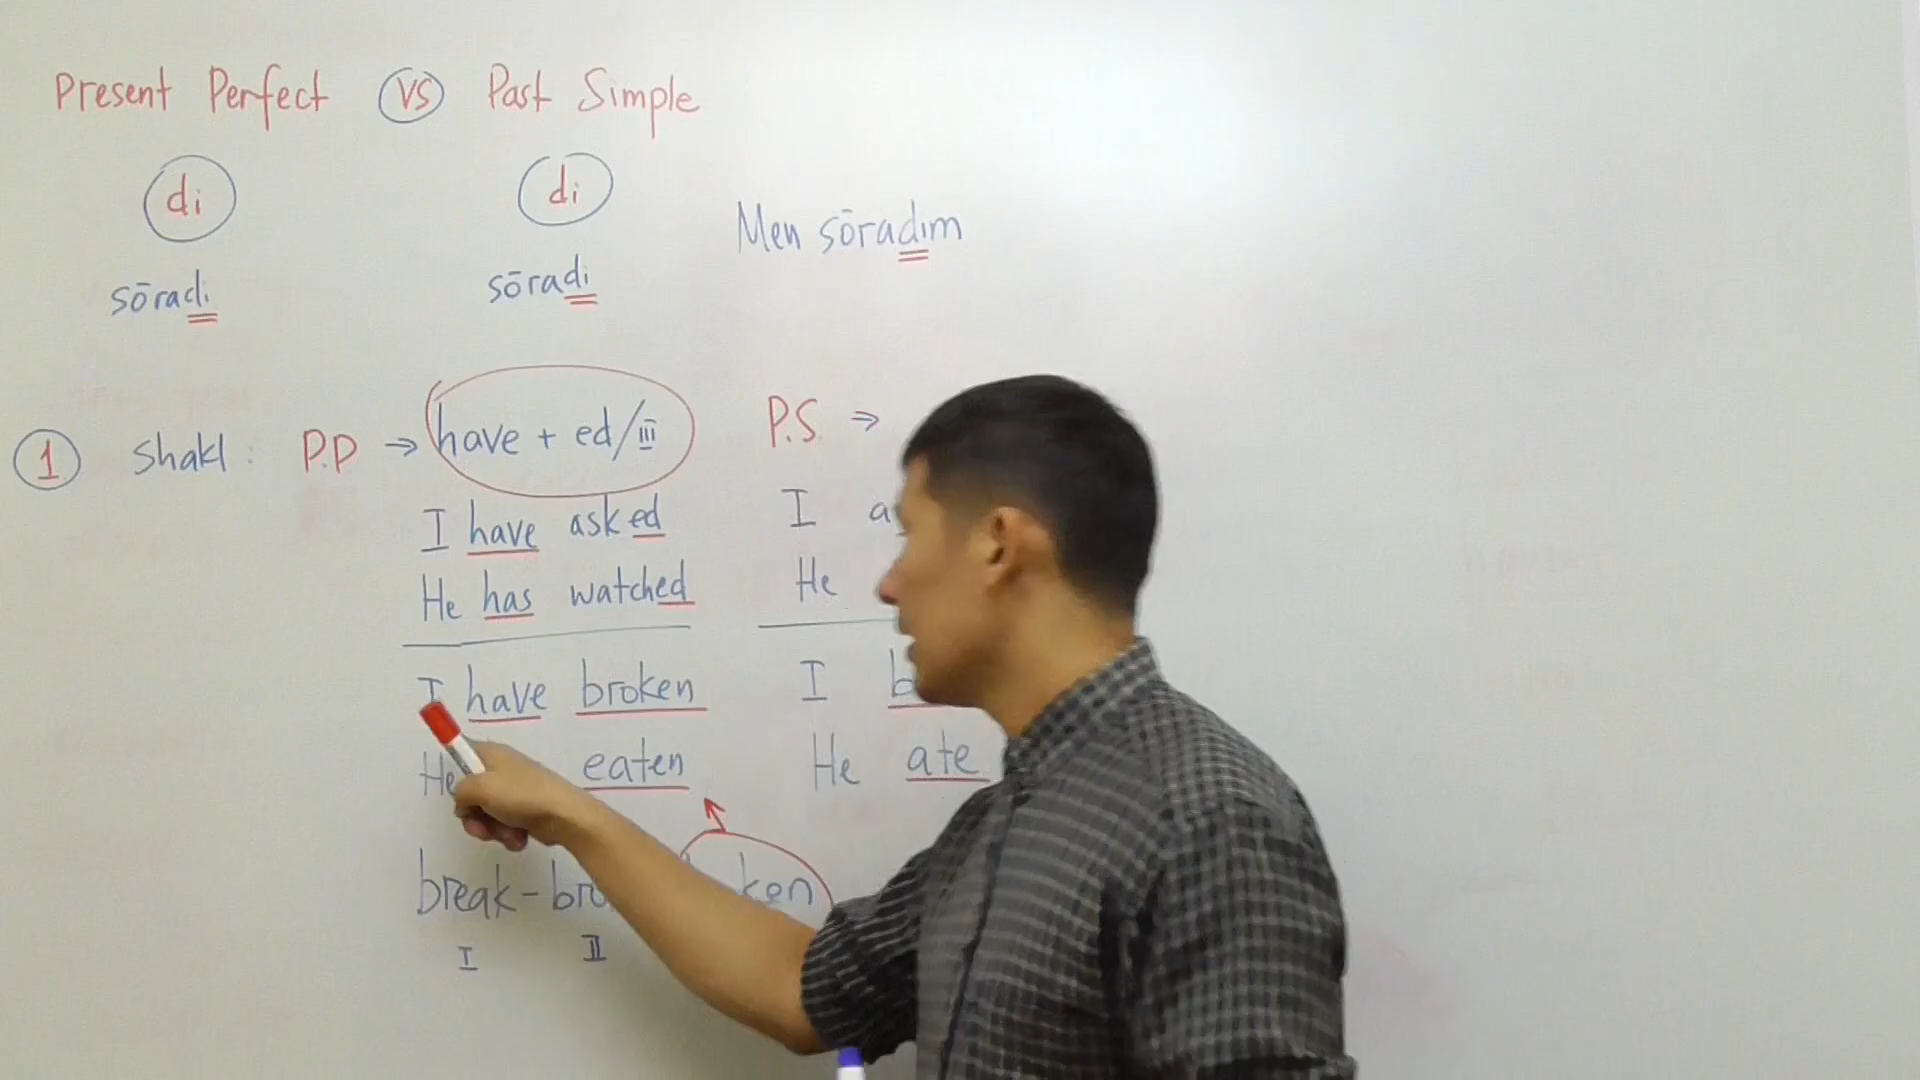 Present Perfect VS Past Simple
di di
sōradi sōradi Men sōradim
1 Shakl: P.P → have + ed/III P.S. →
I have asked I
He has watched He
I have broken I
He eaten He ate
break -
I II